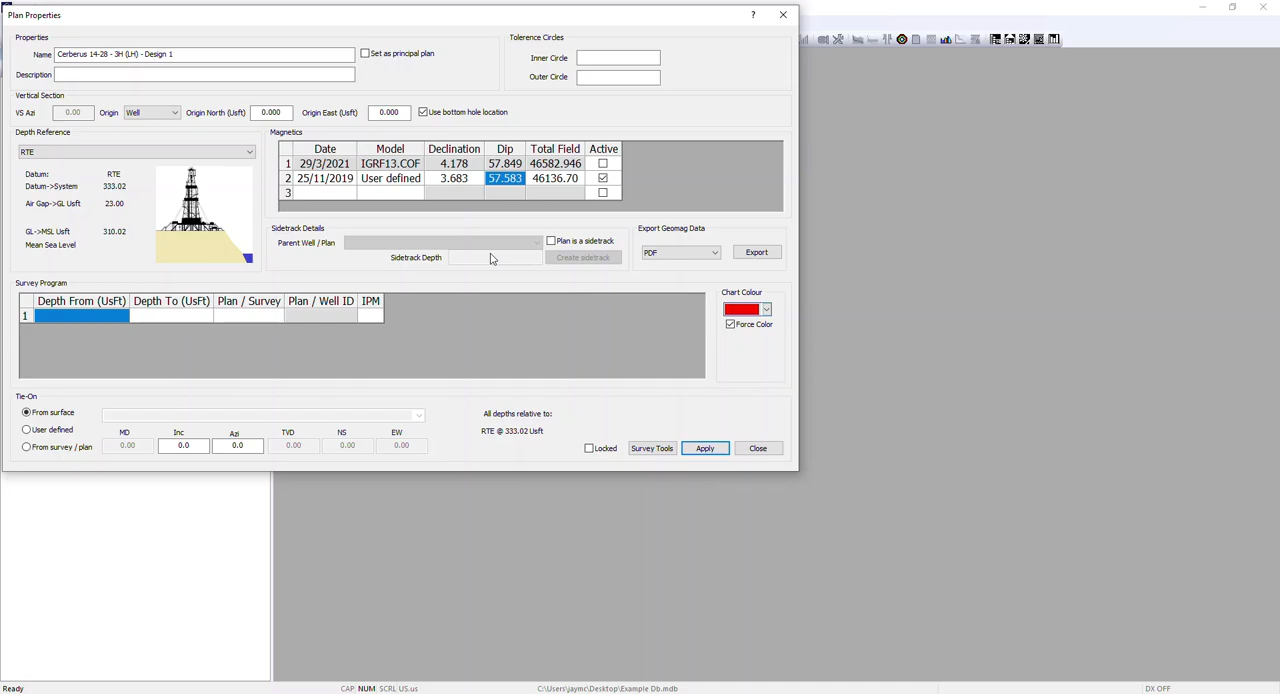 Plan Properties
?
Properties
Name Cerberus 14-28 - 3H (LH) - Design 1
Set as principal plan
Description
Tolerence Circles
Inner Circle
Outer Circle
Vertical Section
VS Azi 0.00 Origin Well Origin North (Usft) 0.000 Origin East (Usft) 0.000 Use bottom hole location
Depth Reference
RTE
Datum: RTE
Datum->System 333.02
Air Gap->GL Usft 23.00
GL->MSL Usft 310.02
Mean Sea Level
Magnetics
Date Model Declination Dip Total Field Active
1 29/3/2021 IGRF13.COF 4.178 57.849 46582.946
2 25/11/2019 User defined 3.683 57.583 46136.70
3
Sidetrack Details
Parent Well / Plan
Plan is a sidetrack
Sidetrack Depth
Create sidetrack
Export Geomag Data
PDF
Export
Survey Program
Depth From (UsFt) Depth To (UsFt) Plan / Survey Plan / Well ID IPM
1
Chart Colour
Force Color
Tie-On
From surface
User defined
From survey / plan
MD Inc Azi TVD NS EW
0.00 0.0 0.0 0.00 0.00 0.00
All depths relative to:
RTE @ 333.02 Usft
Locked
Survey Tools
Apply
Close
Ready
CAP NUM SCRL US.us
C:\Users\jaymc\Desktop\Example Db.mdb
DX OFF